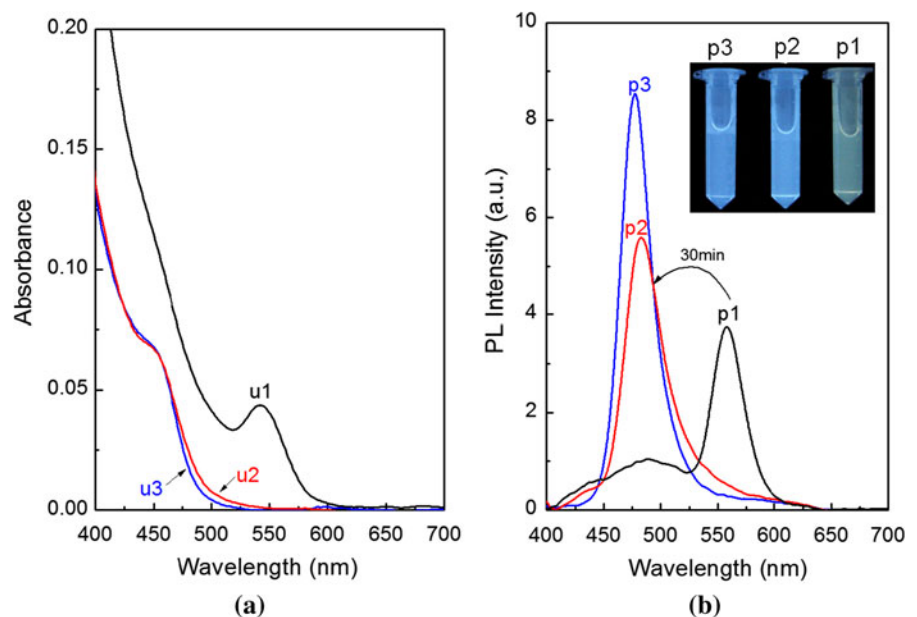 0.20
0.15
0.10
0.05
0.00
Absorbance
u1
u3
u2
400 450 500 550 600 650 700
Wavelength (nm)
(a)
10
8
6
4
2
0
PL Intensity (a.u.)
p3 p2 p1
p3
p2
30min
p1
400 450 500 550 600 650 700
Wavelength (nm)
(b)